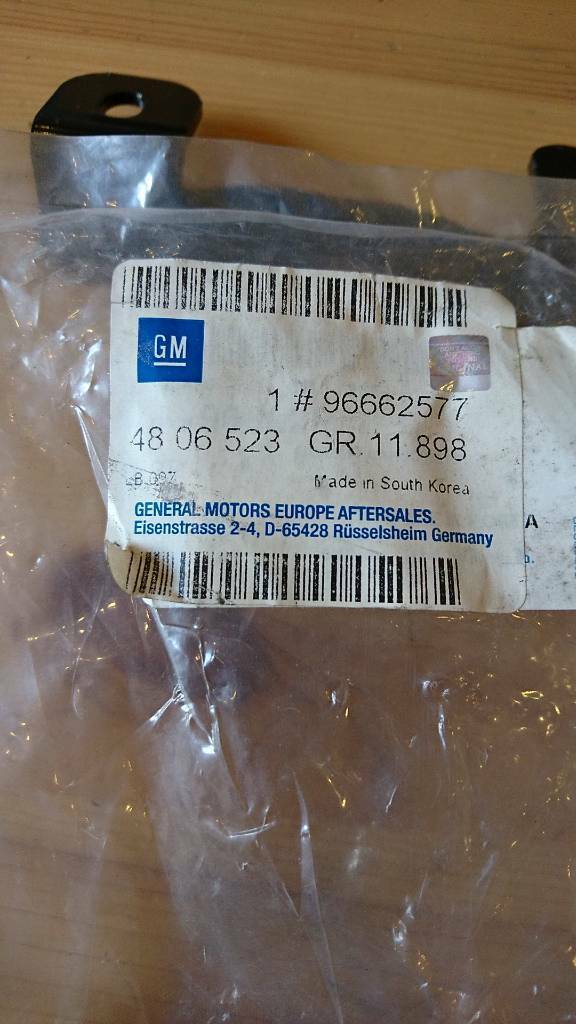 GM
1 # 96662577
48 06 523 GR.11.898
Made in South Korea
GENERAL MOTORS EUROPE AFTERSALES.
Eisenstrasse 2-4, D-65428 Rüsselsheim Germany
A